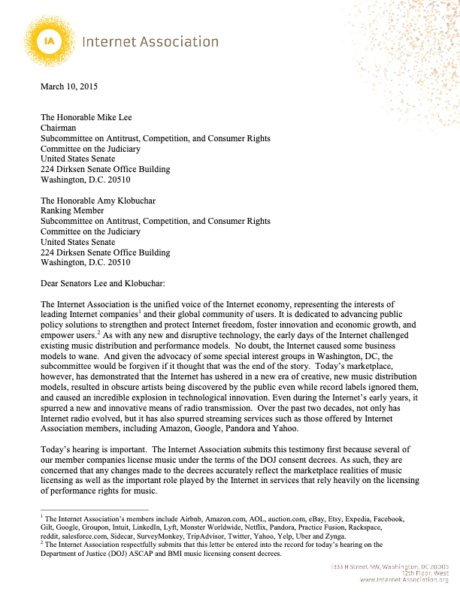 IA
Internet Association
March 10, 2015
The Honorable Mike Lee
Chairman
Subcommittee on Antitrust, Competition, and Consumer Rights
Committee on the Judiciary
United States Senate
224 Dirksen Senate Office Building
Washington, D.C. 20510
The Honorable Amy Klobuchar
Ranking Member
Subcommittee on Antitrust, Competition, and Consumer Rights
Committee on the Judiciary
United States Senate
224 Dirksen Senate Office Building
Washington, D.C. 20510
Dear Senators Lee and Klobuchar:
The Internet Association is the unified voice of the Internet economy, representing the interests of
leading Internet companies¹ and their global community of users. It is dedicated to advancing public
policy solutions to strengthen and protect Internet freedom, foster innovation and economic growth, and
empower users.² As with any new and disruptive technology, the early days of the Internet challenged
existing music distribution and performance models. No doubt, the Internet caused some business
models to wane. And given the advocacy of some special interest groups in Washington, DC, the
subcommittee would be forgiven if it thought that was the end of the story. Today's marketplace,
however, has demonstrated that the Internet has ushered in a new era of creative, new music distribution
models, resulted in obscure artists being discovered by the public even while record labels ignored them,
and caused an incredible explosion in technological innovation. Even during the Internet's early years, it
spurred a new and innovative means of radio transmission. Over the past two decades, not only has
Internet radio evolved, but it has also spurred streaming services such as those offered by Internet
Association members, including Amazon, Google, Pandora and Yahoo.
Today's hearing is important. The Internet Association submits this testimony first because several of
our member companies license music under the terms of the DOJ consent decrees. As such, they are
concerned that any changes made to the decrees accurately reflect the marketplace realities of music
licensing as well as the important role played by the Internet in services that rely heavily on the licensing
of performance rights for music.
¹ The Internet Association's members include Airbnb, Amazon.com, AOL, auction.com, eBay, Etsy, Expedia, Facebook,
Gilt, Google, Groupon, Intuit, LinkedIn, Lyft, Monster Worldwide, Netflix, Pandora, Practice Fusion, Rackspace,
reddit, salesforce.com, Sidecar, SurveyMonkey, TripAdvisor, Twitter, Yahoo, Yelp, Uber and Zynga.
² The Internet Association respectfully submits that this letter be entered into the record for today's hearing on the
Department of Justice (DOJ) ASCAP and BMI music licensing consent decrees.
1333 H Street NW, Washington, DC 20005
12th Floor, West
www.internetassociation.org